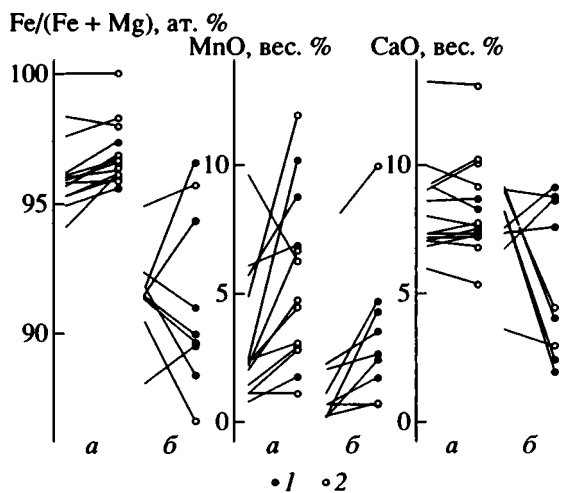 Fe/(Fe + Mg), ат. %
MnO, вес. %
CaO, вес. %
100
95
90
10
5
0
10
5
0
а б а б а б
• 1 ○ 2